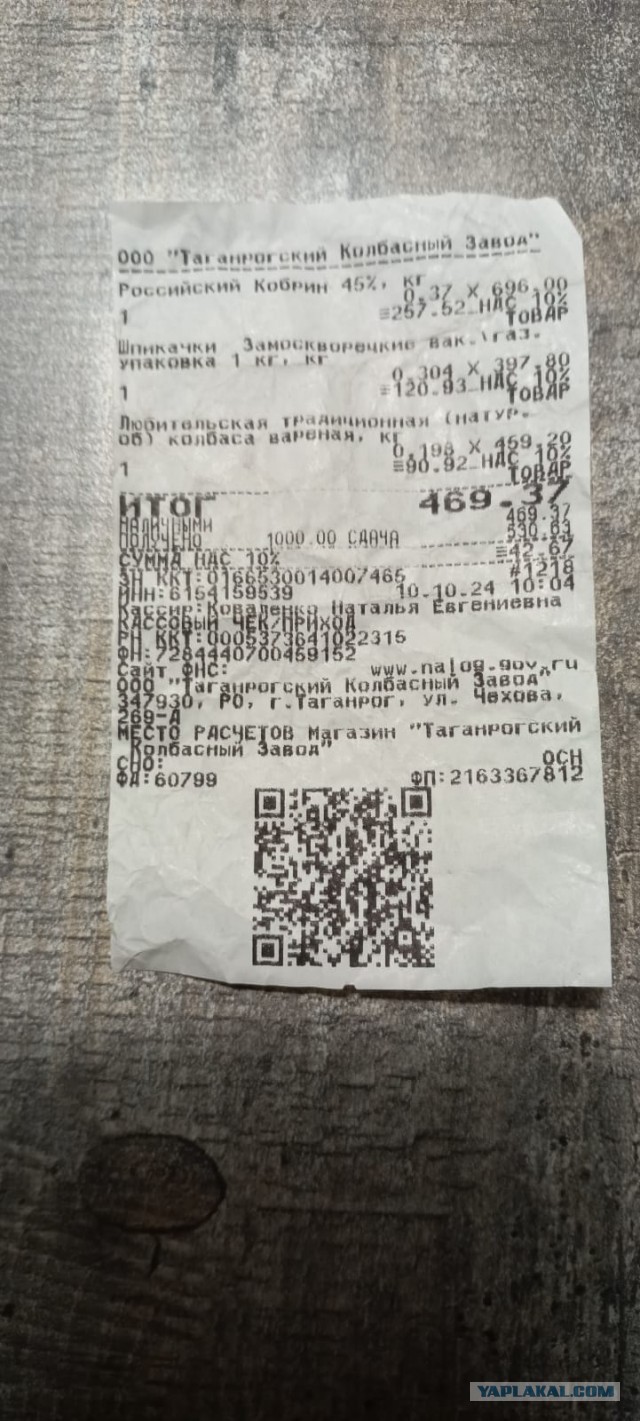 ООО "Таганрогский Колбасный Завод"
Российский Кобрин 45%, кг
0.37 X 696.00
1 ≡257.52 НДС 10%
ТОВАР
Шпикачки Замоскворецкие вак.\газ.
упаковка 1 кг, кг
0.304 X 397.80
1 ≡120.93 НДС 10%
ТОВАР
Любительская традиционная (натур.
об) колбаса вареная, кг
0.198 X 459.20
1 ≡90.92 НДС 10%
ТОВАР
ИТОГ 469.37
НАЛИЧНЫМИ 469.37
ПОЛУЧЕНО 1000.00 СДАЧА 530.63
СУММА НДС 10% ≡42.67
ЗН ККТ:0166530014007465 #1218
ИНН:6154159539 10.10.24 10:04
Кассир:Коваленко Наталья Евгениевна
КАССОВЫЙ ЧЕК/ПРИХОД
РН ККТ:0005373641022315
ФН:7284440700459152
Сайт ФНС: www.nalog.gov.ru
ООО "Таганрогский Колбасный Завод"
347930, РО, г.Таганрог, ул. Чехова,
269-А
МЕСТО РАСЧЕТОВ Магазин "Таганрогский
Колбасный Завод"
СНО: ОСН
ФД:60799 ФП:2163367812
YAPLAKAL.COM